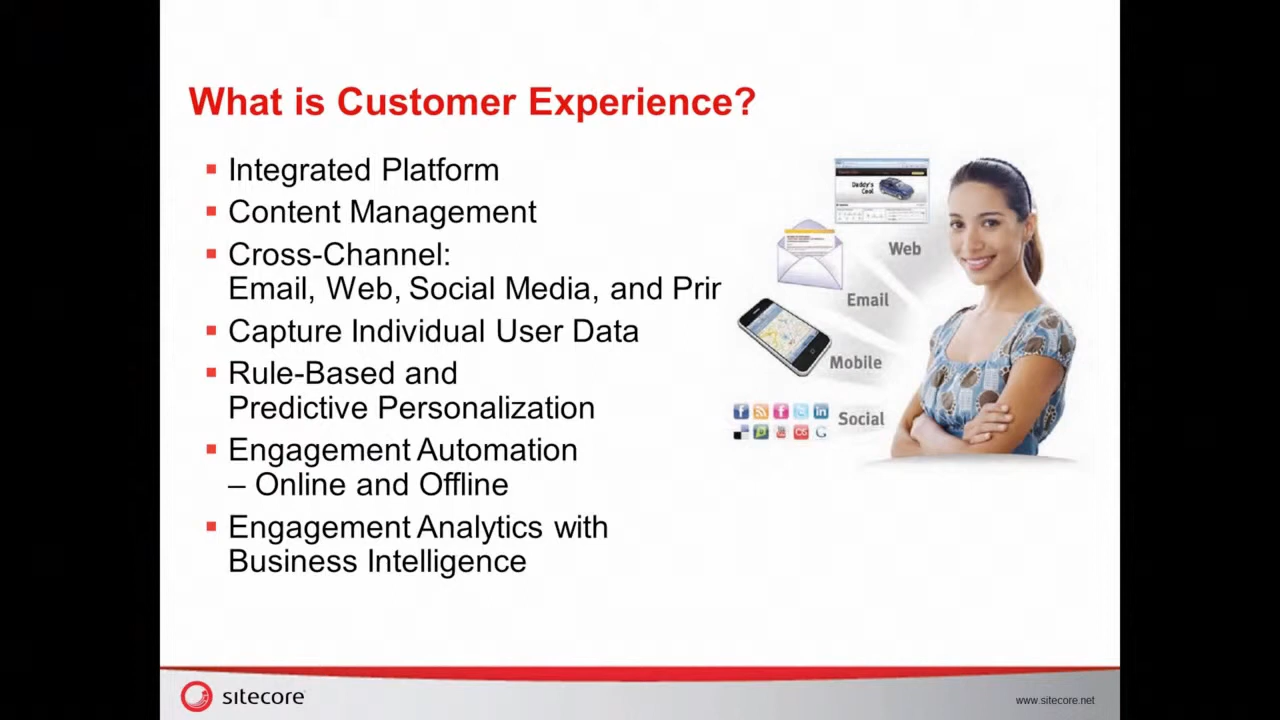 What is Customer Experience?
Integrated Platform
Content Management
Cross-Channel:
Email, Web, Social Media, and Prir
Capture Individual User Data
Rule-Based and
Predictive Personalization
Engagement Automation
– Online and Offline
Engagement Analytics with
Business Intelligence
Daddy's
Cool
Web
Email
Mobile
Social
sitecore
www.sitecore.net